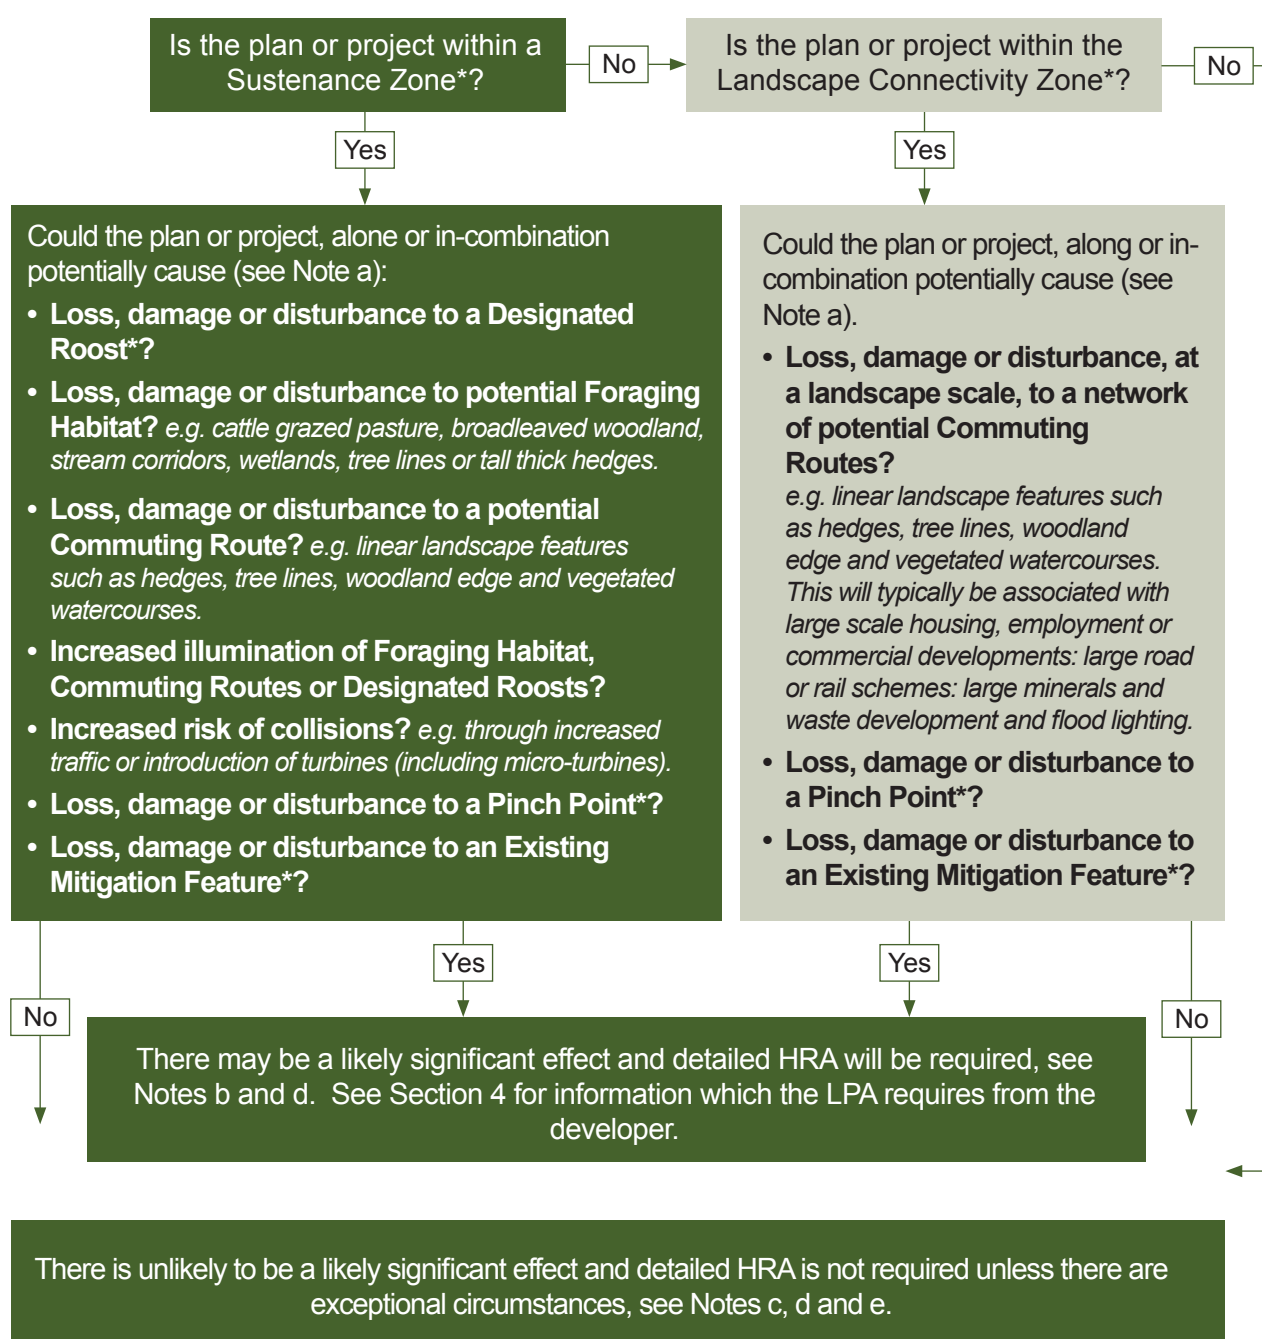 Is the plan or project within a
Sustenance Zone*?
No
Is the plan or project within the
Landscape Connectivity Zone*?
No
Yes
Yes
Could the plan or project, alone or in-combination
potentially cause (see Note a):
• Loss, damage or disturbance to a Designated
Roost*?
• Loss, damage or disturbance to potential Foraging
Habitat? e.g. cattle grazed pasture, broadleaved woodland,
stream corridors, wetlands, tree lines or tall thick hedges.
• Loss, damage or disturbance to a potential
Commuting Route? e.g. linear landscape features
such as hedges, tree lines, woodland edge and vegetated
watercourses.
• Increased illumination of Foraging Habitat,
Commuting Routes or Designated Roosts?
• Increased risk of collisions? e.g. through increased
traffic or introduction of turbines (including micro-turbines).
• Loss, damage or disturbance to a Pinch Point*?
• Loss, damage or disturbance to an Existing
Mitigation Feature*?
Could the plan or project, along or in-
combination potentially cause (see
Note a).
• Loss, damage or disturbance, at
a landscape scale, to a network
of potential Commuting
Routes?
e.g. linear landscape features such
as hedges, tree lines, woodland
edge and vegetated watercourses.
This will typically be associated with
large scale housing, employment or
commercial developments: large road
or rail schemes: large minerals and
waste development and flood lighting.
• Loss, damage or disturbance to
a Pinch Point*?
• Loss, damage or disturbance to
an Existing Mitigation Feature*?
Yes
Yes
No
No
There may be a likely significant effect and detailed HRA will be required, see
Notes b and d. See Section 4 for information which the LPA requires from the
developer.
There is unlikely to be a likely significant effect and detailed HRA is not required unless there are
exceptional circumstances, see Notes c, d and e.